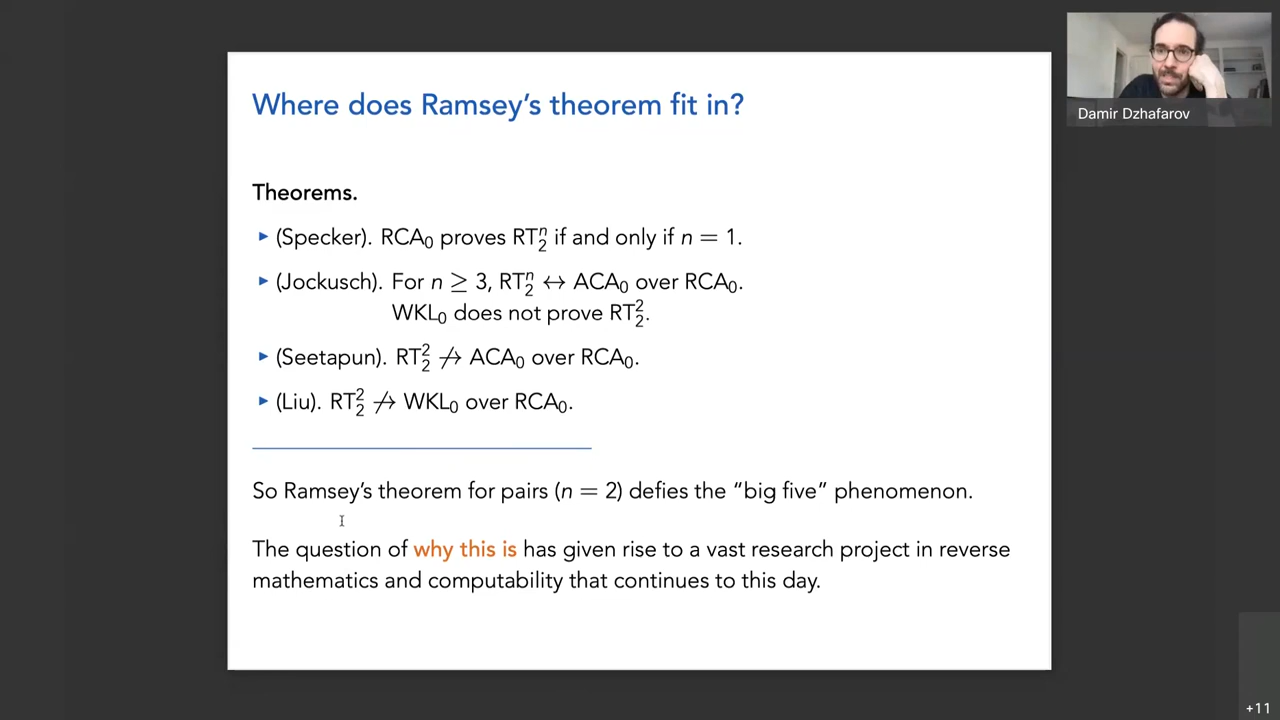 Where does Ramsey's theorem fit in?
Damir Dzhafarov
Theorems.
▸ (Specker). RCA₀ proves RT₂ⁿ if and only if n = 1.
▸ (Jockusch). For n ≥ 3, RT₂ⁿ ↔ ACA₀ over RCA₀.
WKL₀ does not prove RT₂².
▸ (Seetapun). RT₂² ↛ ACA₀ over RCA₀.
▸ (Liu). RT₂² ↛ WKL₀ over RCA₀.
So Ramsey's theorem for pairs (n = 2) defies the “big five” phenomenon.
The question of why this is has given rise to a vast research project in reverse
mathematics and computability that continues to this day.
+11